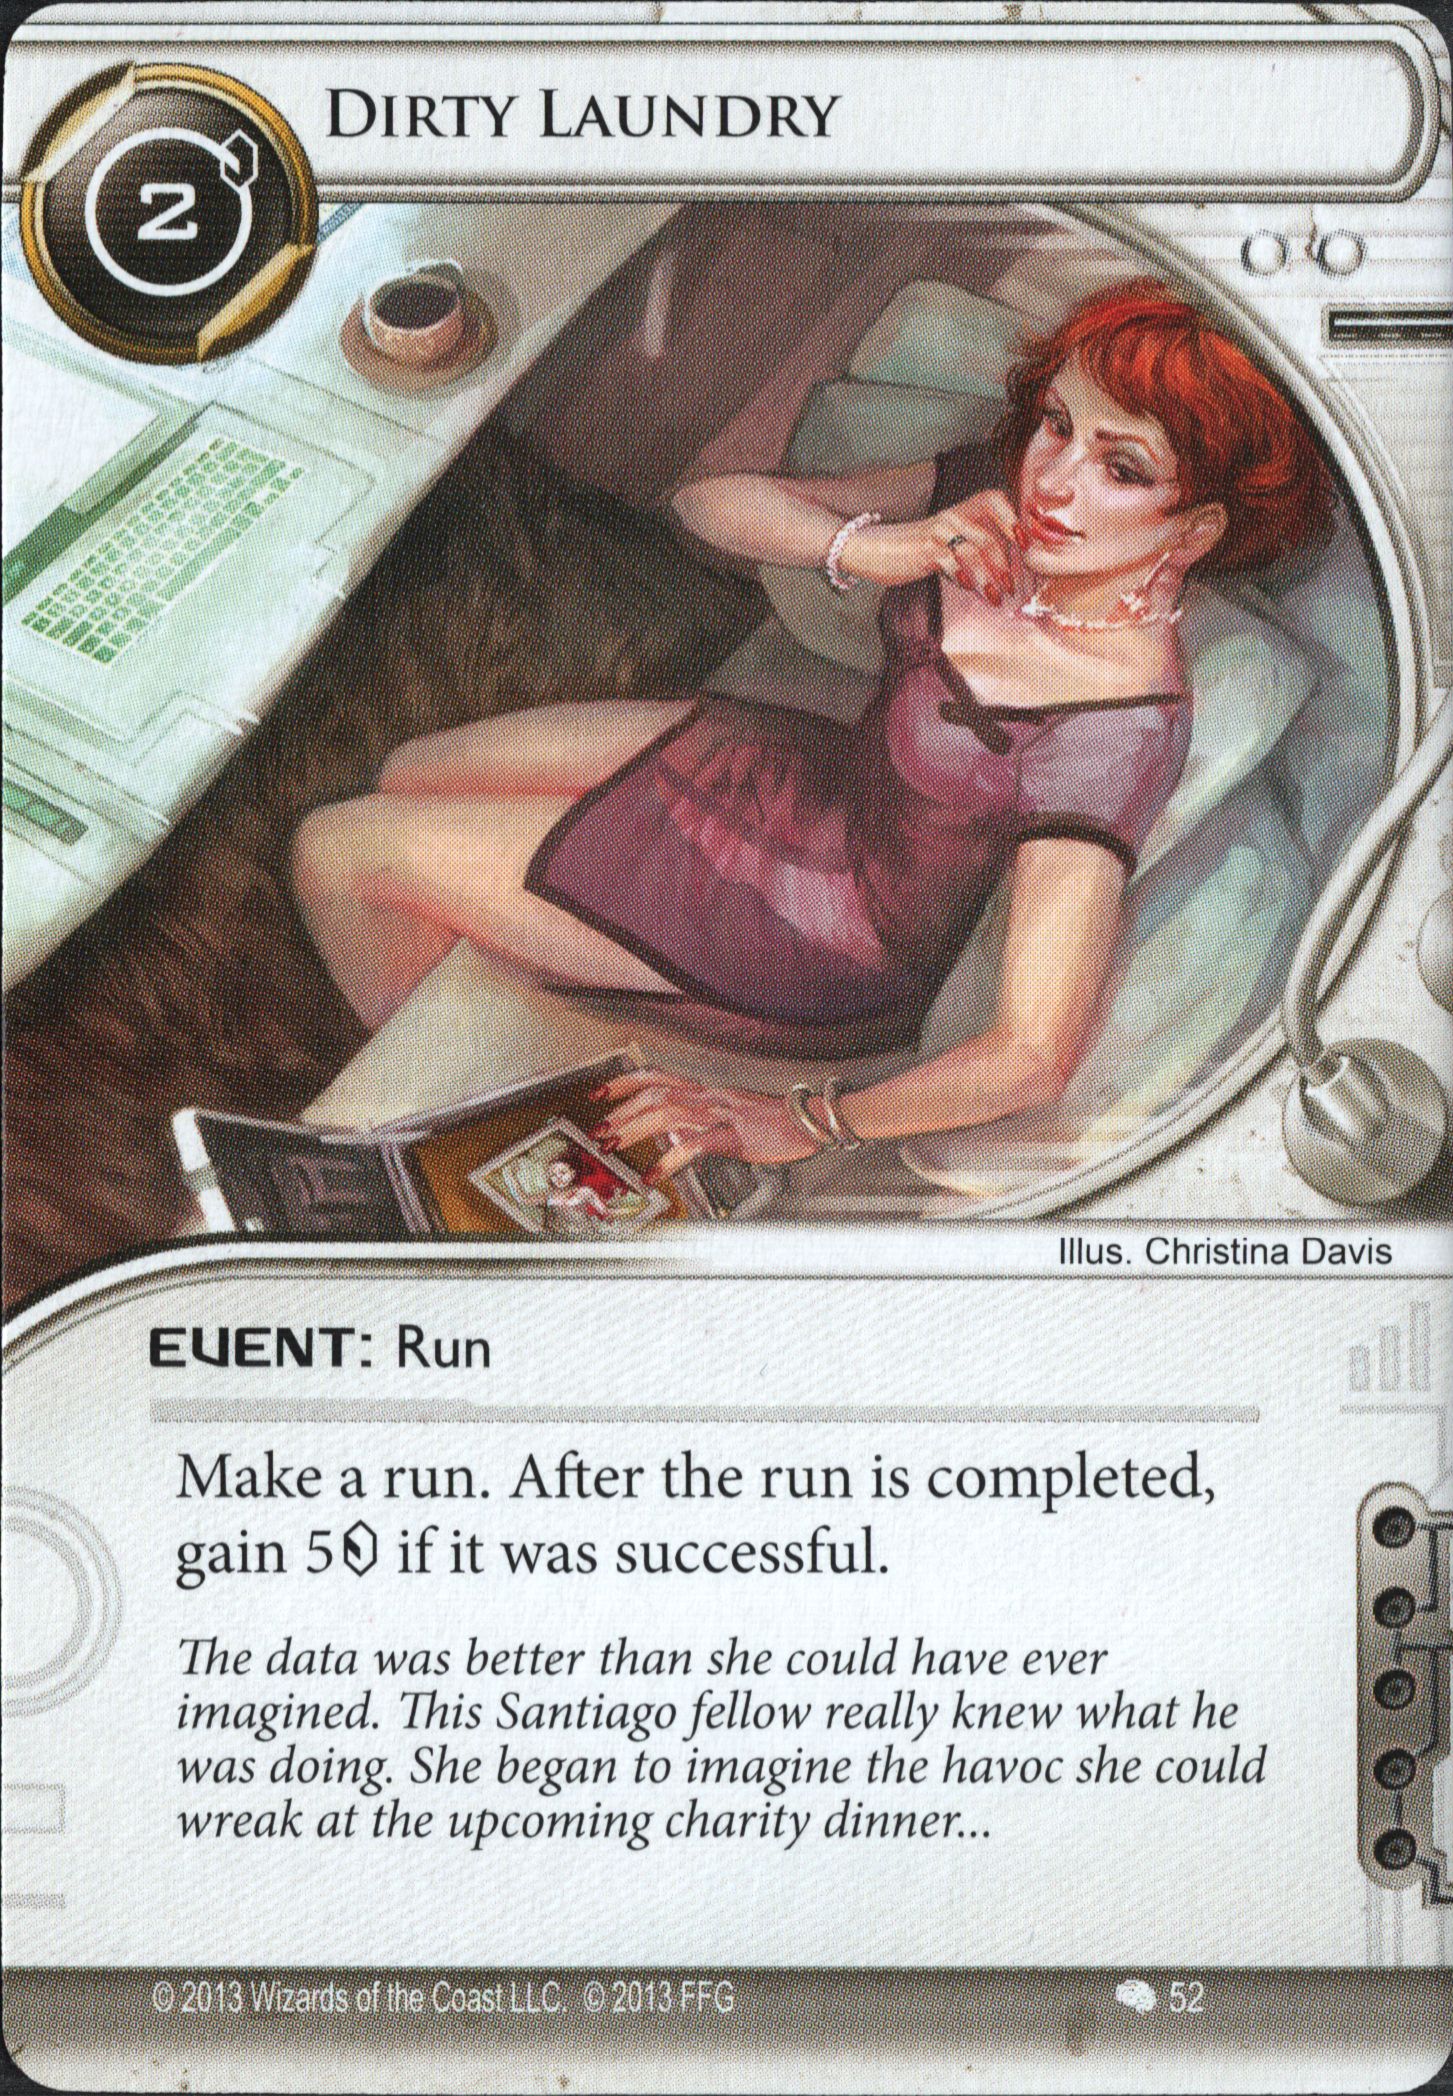 2
DIRTY LAUNDRY
Illus. Christina Davis
EVENT: Run
Make a run. After the run is completed,
gain 5 if it was successful.
The data was better than she could have ever
imagined. This Santiago fellow really knew what he
was doing. She began to imagine the havoc she could
wreak at the upcoming charity dinner...
© 2013 Wizards of the Coast LLC. © 2013 FFG
52